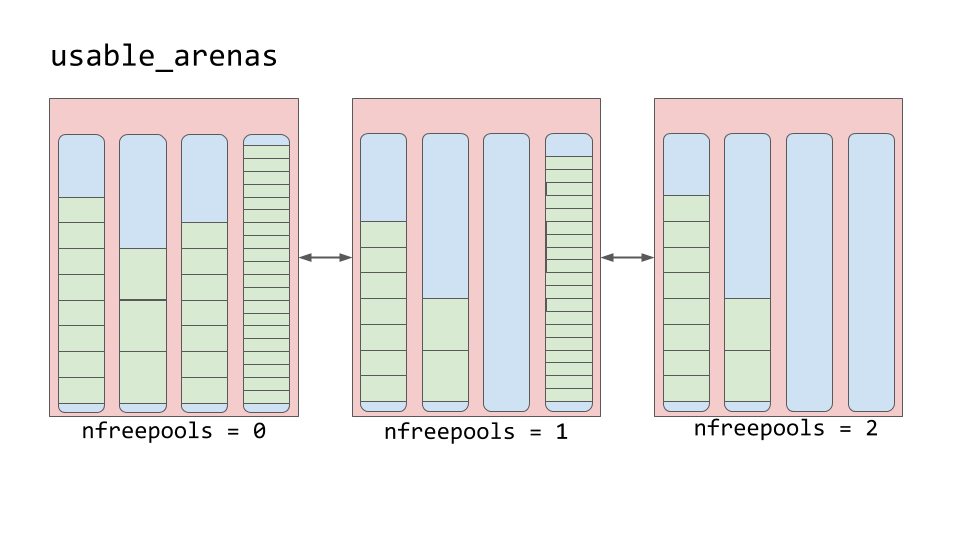 usable_arenas
nfreepools = 0
nfreepools = 1
nfreepools = 2